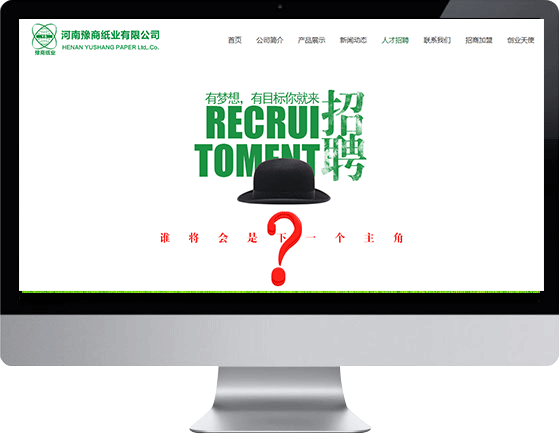 河南豫商纸业有限公司
HENAN YUSHANG PAPER Ltd,.Co.
豫商纸业
首页 公司简介 产品展示 新闻动态 人才招聘 联系我们 招商加盟 创业天使
有梦想，有目标你就来
RECRUI
TOMENT
招聘
谁将会是下一个主角
?